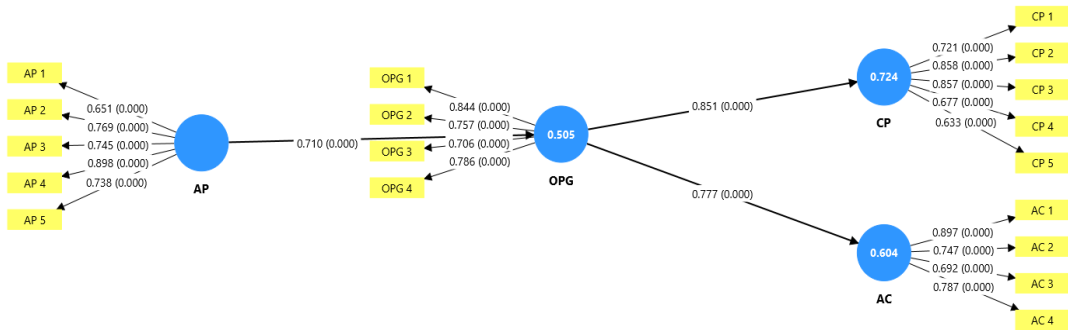 AP 1
AP 2
AP 3
AP 4
AP 5
0.651 (0.000)
0.769 (0.000)
0.745 (0.000)
0.898 (0.000)
0.738 (0.000)
AP
0.710 (0.000)
OPG 1
OPG 2
OPG 3
OPG 4
0.844 (0.000)
0.757 (0.000)
0.706 (0.000)
0.786 (0.000)
0.505
OPG
0.851 (0.000)
0.777 (0.000)
0.724
CP
0.721 (0.000)
0.858 (0.000)
0.857 (0.000)
0.677 (0.000)
0.633 (0.000)
CP 1
CP 2
CP 3
CP 4
CP 5
0.604
AC
0.897 (0.000)
0.747 (0.000)
0.692 (0.000)
0.787 (0.000)
AC 1
AC 2
AC 3
AC 4